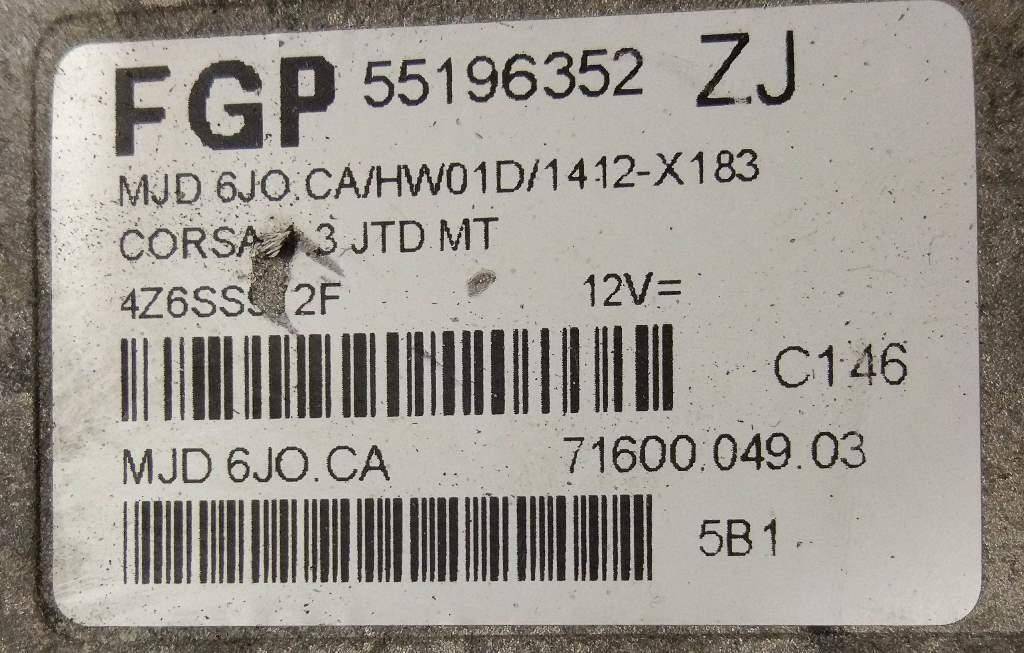 FGP 55196352 ZJ
MJD 6JO.CA/HW01D/1412-X183
CORSA JTD MT
12V=
C146
MJD 6JO.CA 71600.049.03
5B1